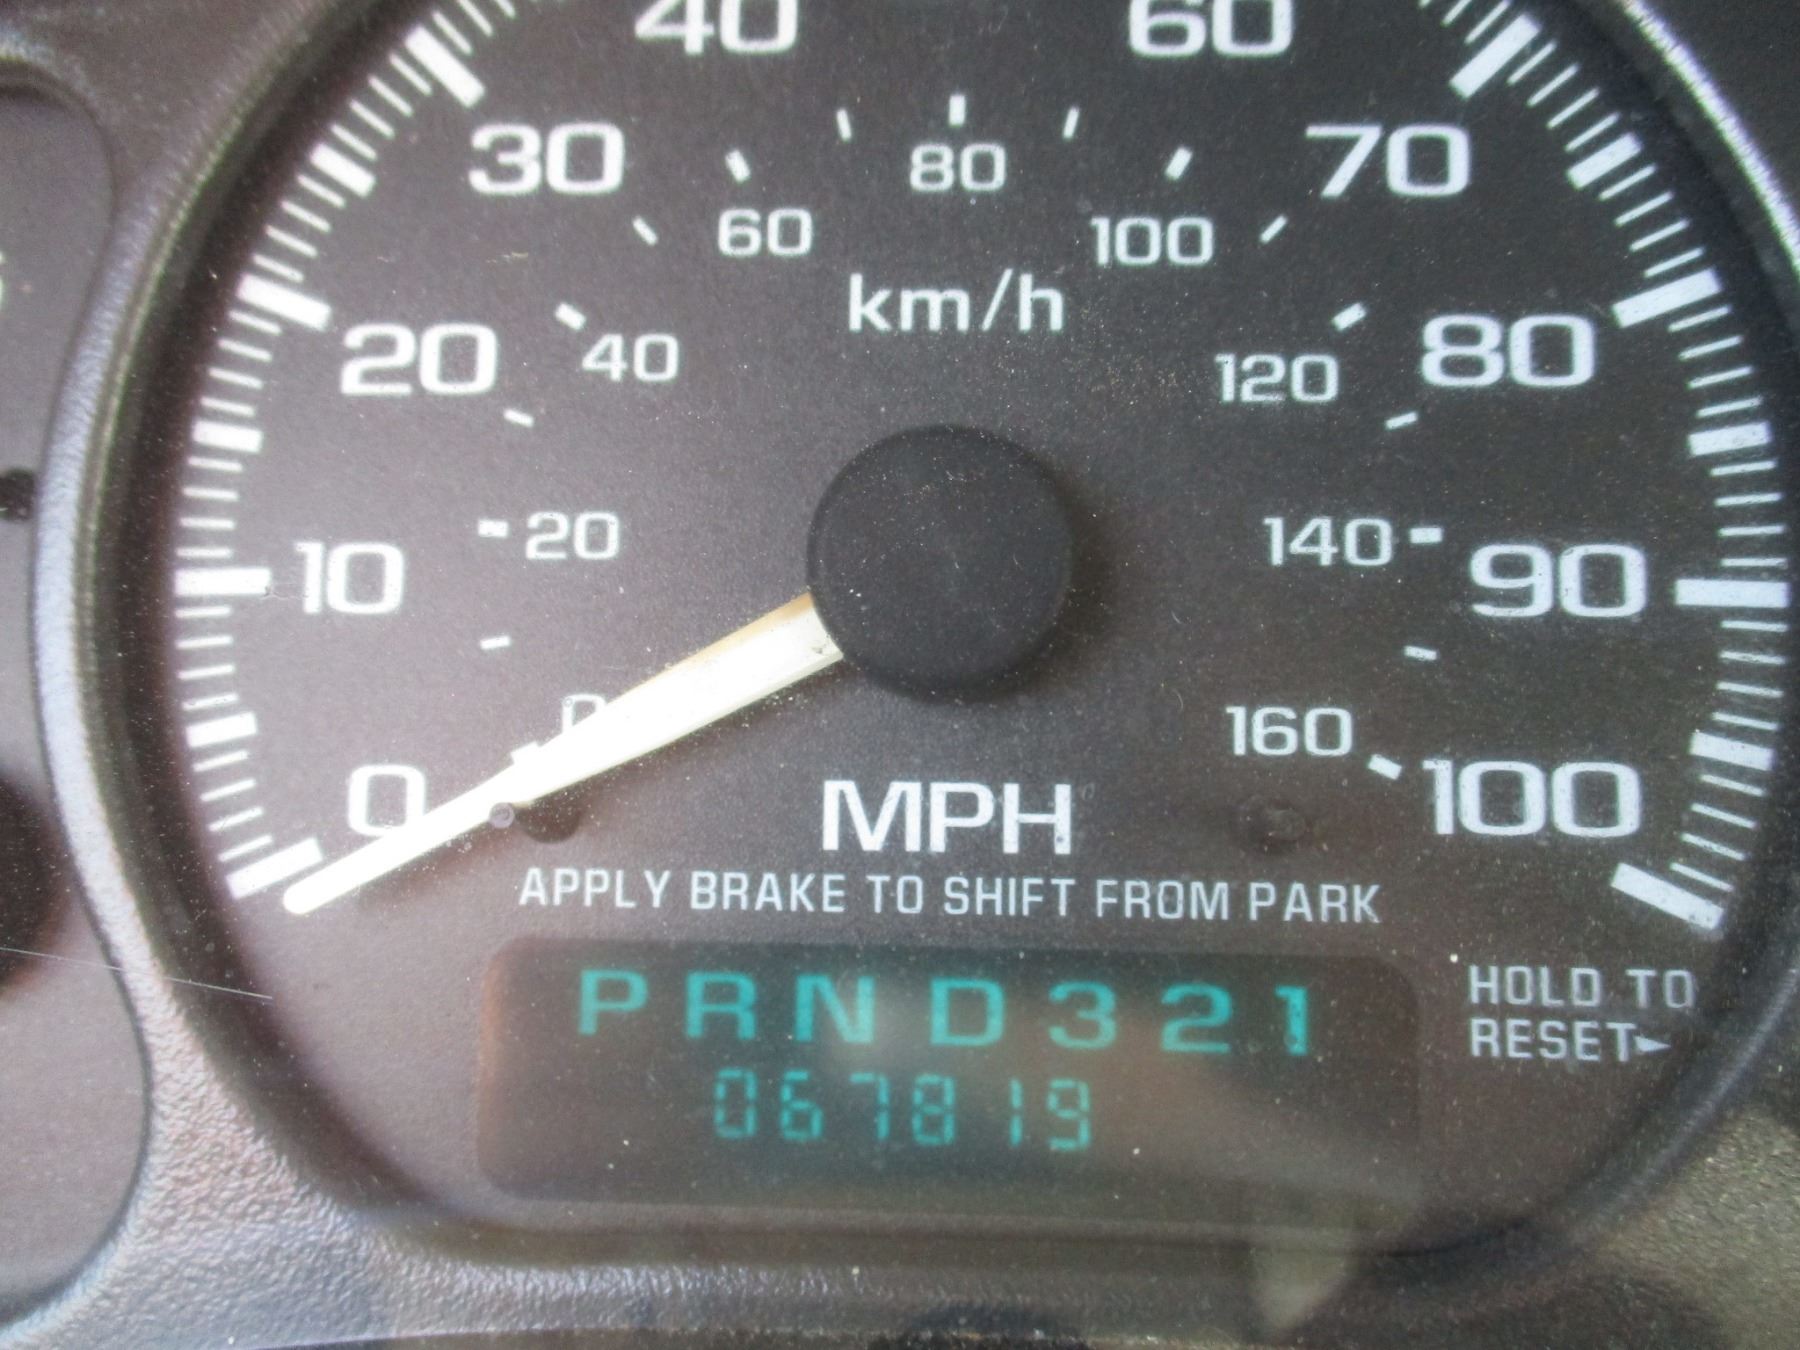 40 60
30 80 70
60 100
km/h
20 40 120 80
10 20 140 90
0 160
0 MPH 100
APPLY BRAKE TO SHIFT FROM PARK
PRND321
HOLD TO
RESET
067819